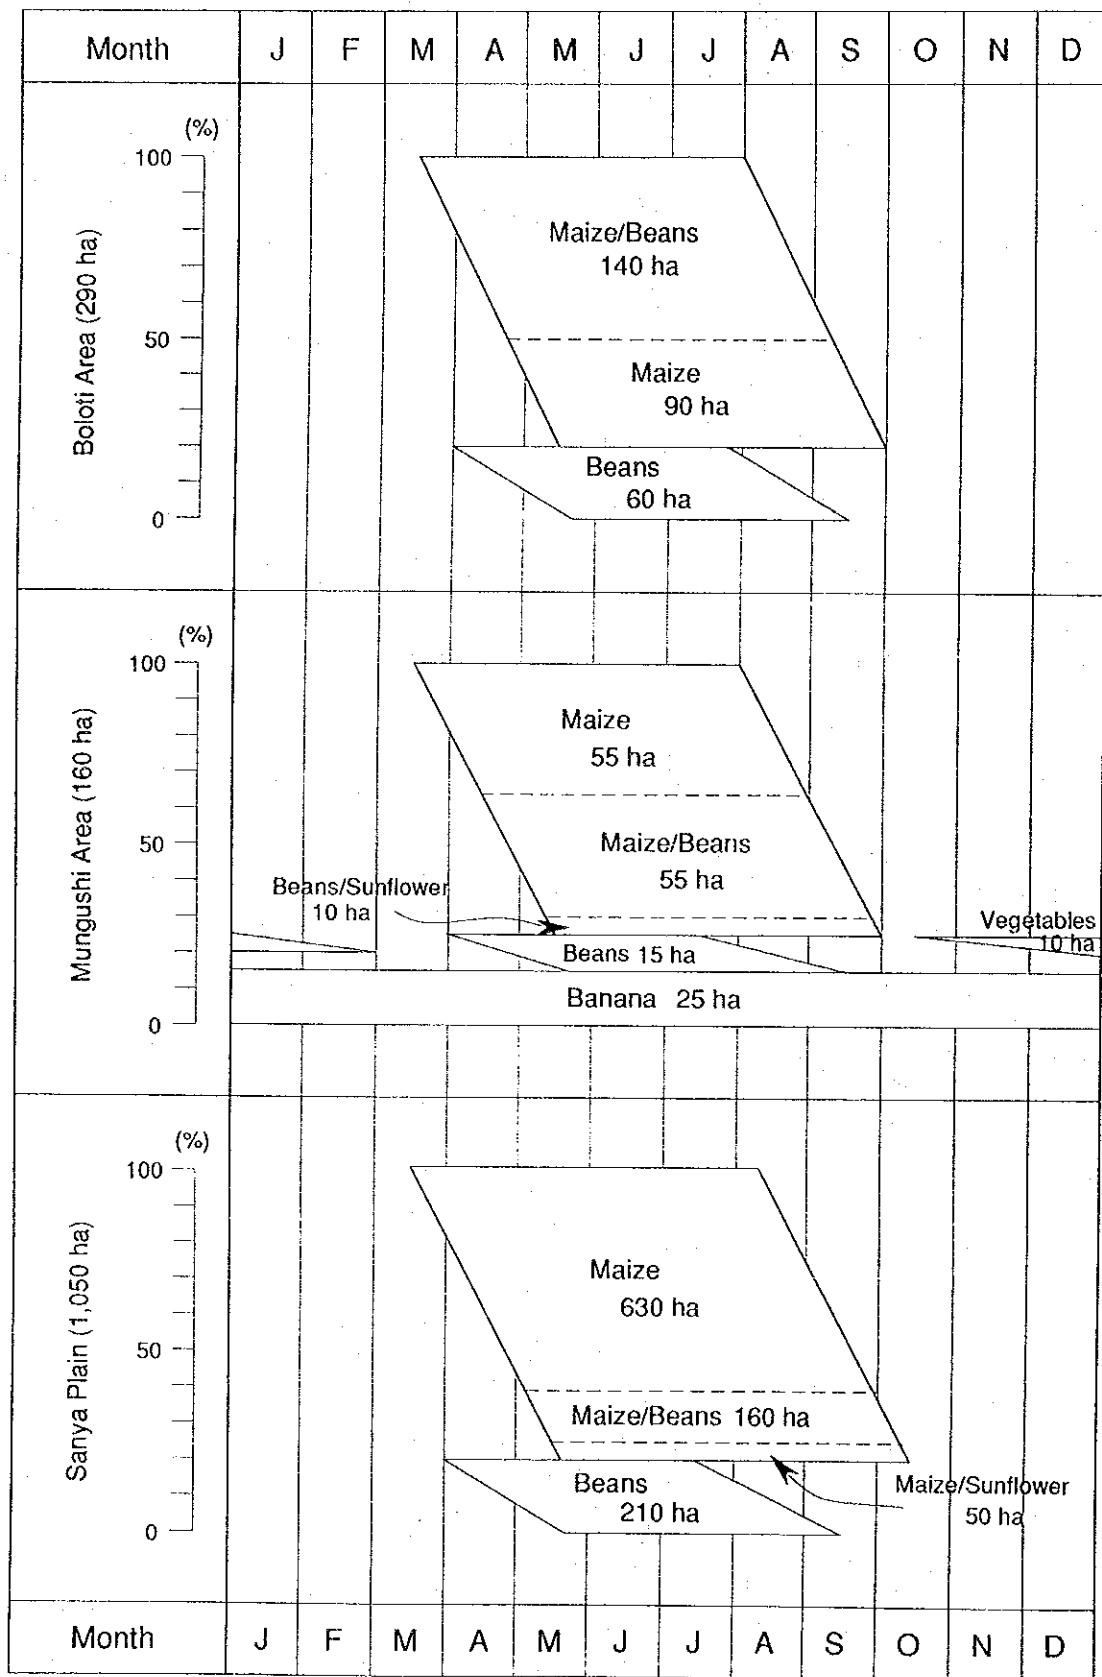 Month J F M A M J J A S O N D
(%)
100
50
0
Boloti Area (290 ha)
Maize/Beans
140 ha
Maize
90 ha
Beans
60 ha
(%)
100
50
0
Mungushi Area (160 ha)
Maize
55 ha
Maize/Beans
55 ha
Beans/Sunflower
10 ha
Vegetables
10 ha
Beans 15 ha
Banana 25 ha
(%)
100
50
0
Sanya Plain (1,050 ha)
Maize
630 ha
Maize/Beans 160 ha
Beans
210 ha
Maize/Sunflower
50 ha
Month J F M A M J J A S O N D